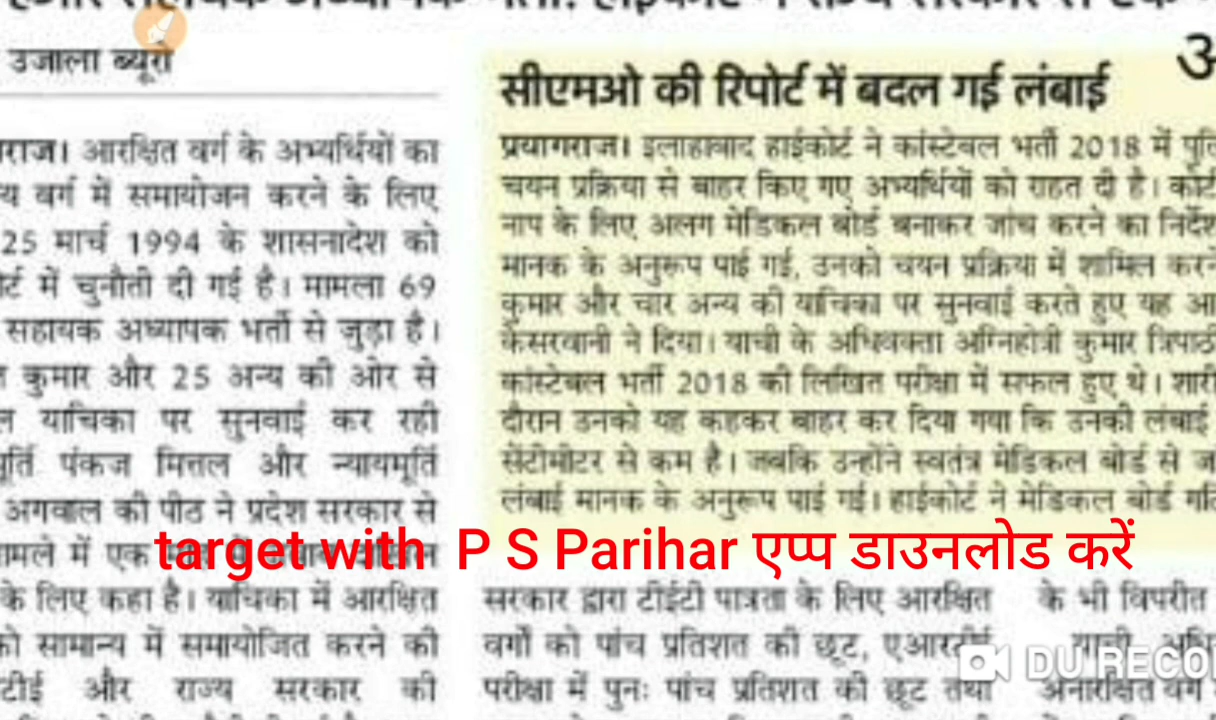 उजाला ब्यूरो
राज। आरक्षित वर्ग के अभ्यर्थियों का
वर्ग में समायोजन करने के लिए
25 मार्च 1994 के शासनादेश को
में चुनौती दी गई है। मामला 69
सहायक अध्यापक भर्ती से जुड़ा है।
कुमार और 25 अन्य की ओर से
याचिका पर सुनवाई कर रही
पंकज मित्तल और न्यायमूर्ति
अगवाल की पीठ ने प्रदेश सरकार से
में एक
के लिए कहा है। याचिका में आरक्षित
को सामान्य में समायोजित करने की
और राज्य सरकार की
सीएमओ की रिपोर्ट में बदल गई लंबाई
प्रयागराज। इलाहाबाद हाईकोर्ट ने कांस्टेबल भर्ती 2018 में
चयन प्रक्रिया से बाहर किए गए अभ्यर्थियों को राहत दी है। कोर्ट
नाप के लिए अलग मेडिकल बोर्ड बनाकर जांच करने का निर्देश
मानक के अनुरूप पाई गई, उनको चयन प्रक्रिया में शामिल
कुमार और चार अन्य की याचिका पर सुनवाई करते हुए यह
केसरवानी ने दिया। याची के अधिवक्ता अग्निहोत्री कुमार
कांस्टेबल भर्ती 2018 की लिखित परीक्षा में सफल हुए थे।
दौरान उनको यह कहकर बाहर कर दिया गया कि उनकी लंबाई
सेंटीमीटर से कम है। जबकि उन्होंने स्वतंत्र मेडिकल बोर्ड से
लंबाई मानक के अनुरूप पाई गई। हाईकोर्ट ने मेडिकल बोर्ड
target with P S Parihar एप्प डाउनलोड करें
सरकार द्वारा टीईटी पात्रता के लिए आरक्षित
वर्गों को पांच प्रतिशत की छूट,
परीक्षा में पुनः पांच प्रतिशत की छूट तथा
के भी विपरीत
याची
अनारक्षित वर्ग
DU RECO